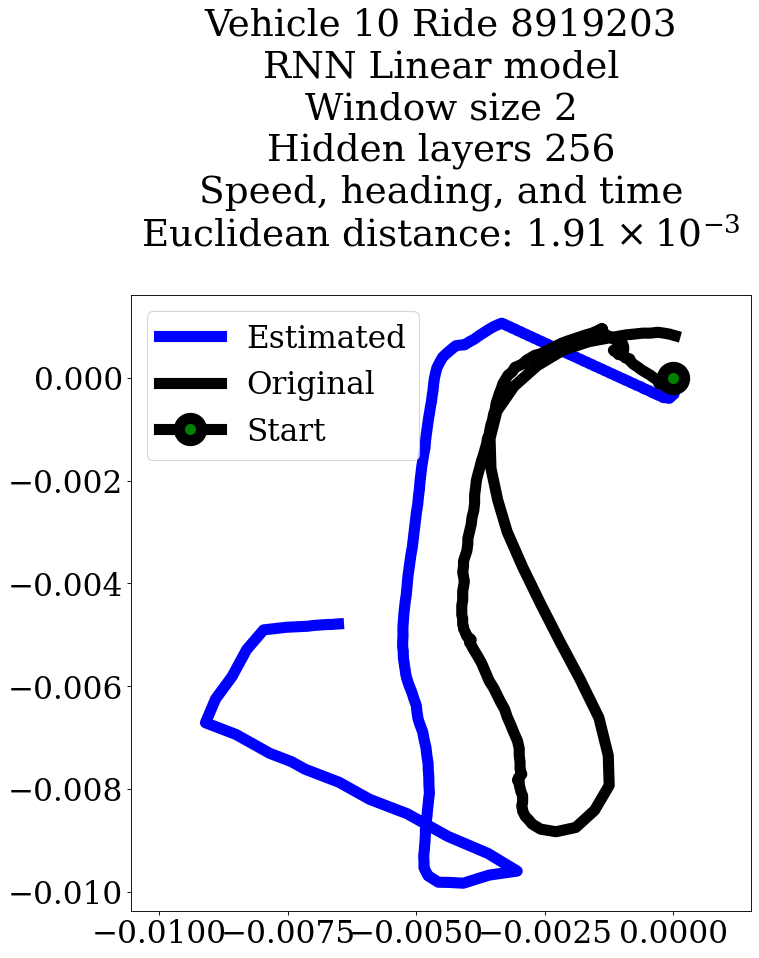 Vehicle 10 Ride 8919203
RNN Linear model
Window size 2
Hidden layers 256
Speed, heading, and time
Euclidean distance: 1.91 × 10⁻³
Estimated
Original
Start
0.000
−0.002
−0.004
−0.006
−0.008
−0.010
−0.0100 −0.0075 −0.0050 −0.0025 0.0000